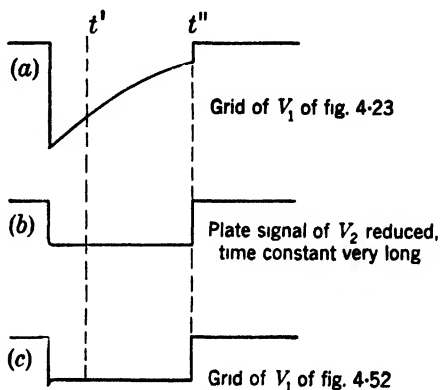 t' t''
(a)
Grid of V₁ of fig. 4·23
(b)
Plate signal of V₂ reduced,
time constant very long
(c)
Grid of V₁ of fig. 4·52